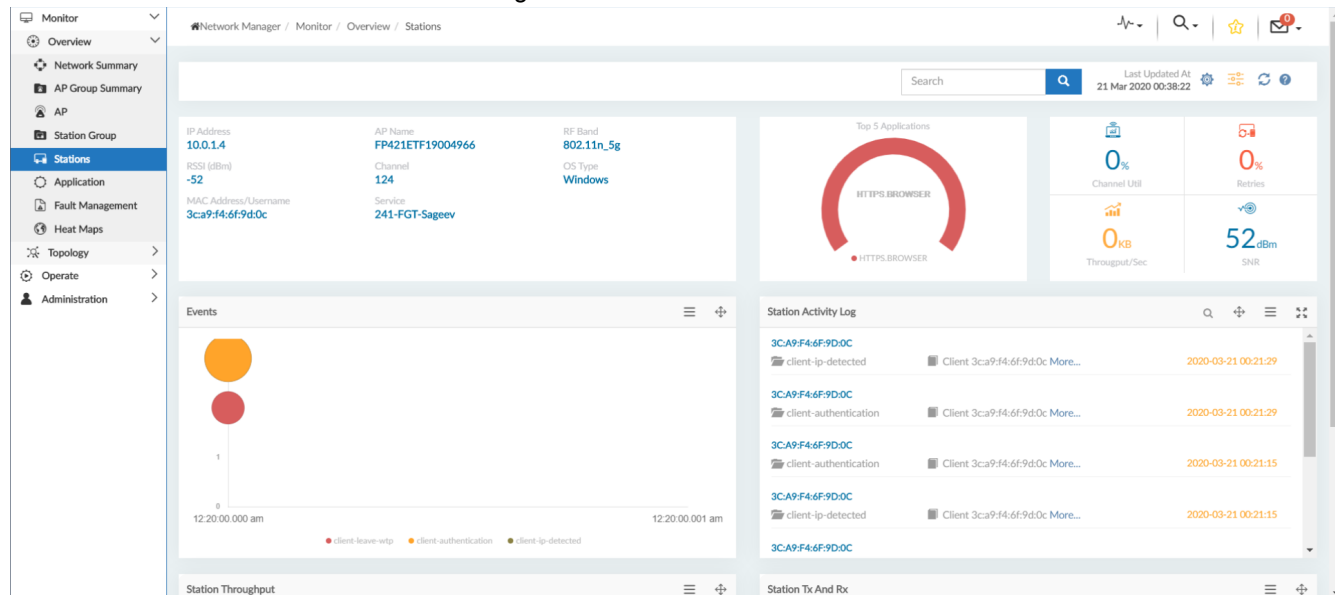 Monitor
Overview
Network Summary
AP Group Summary
AP
Station Group
Stations
Application
Fault Management
Heat Maps
Topology
Operate
Administration
Network Manager / Monitor / Overview / Stations
0
Search
Last Updated At
21 Mar 2020 00:38:22
IP Address
10.0.1.4
AP Name
FP421ETF19004966
RF Band
802.11n_5g
RSSI (dBm)
-52
Channel
124
OS Type
Windows
MAC Address/Username
3c:a9:f4:6f:9d:0c
Service
241-FGT-Sageev
Top 5 Applications
HTTPS.BROWSER
HTTPS.BROWSER
0%
Channel Util
0%
Retries
0KB
Througput/Sec
52dBm
SNR
Events
1
0
12:20:00.000 am
12:20:00.001 am
client-leave-wtp client-authentication client-ip-detected
Station Activity Log
3C:A9:F4:6F:9D:0C
client-ip-detected Client 3c:a9:f4:6f:9d:0c More... 2020-03-21 00:21:29
3C:A9:F4:6F:9D:0C
client-authentication Client 3c:a9:f4:6f:9d:0c More... 2020-03-21 00:21:29
3C:A9:F4:6F:9D:0C
client-authentication Client 3c:a9:f4:6f:9d:0c More... 2020-03-21 00:21:15
3C:A9:F4:6F:9D:0C
client-ip-detected Client 3c:a9:f4:6f:9d:0c More... 2020-03-21 00:21:15
3C:A9:F4:6F:9D:0C
Station Throughput
Station Tx And Rx